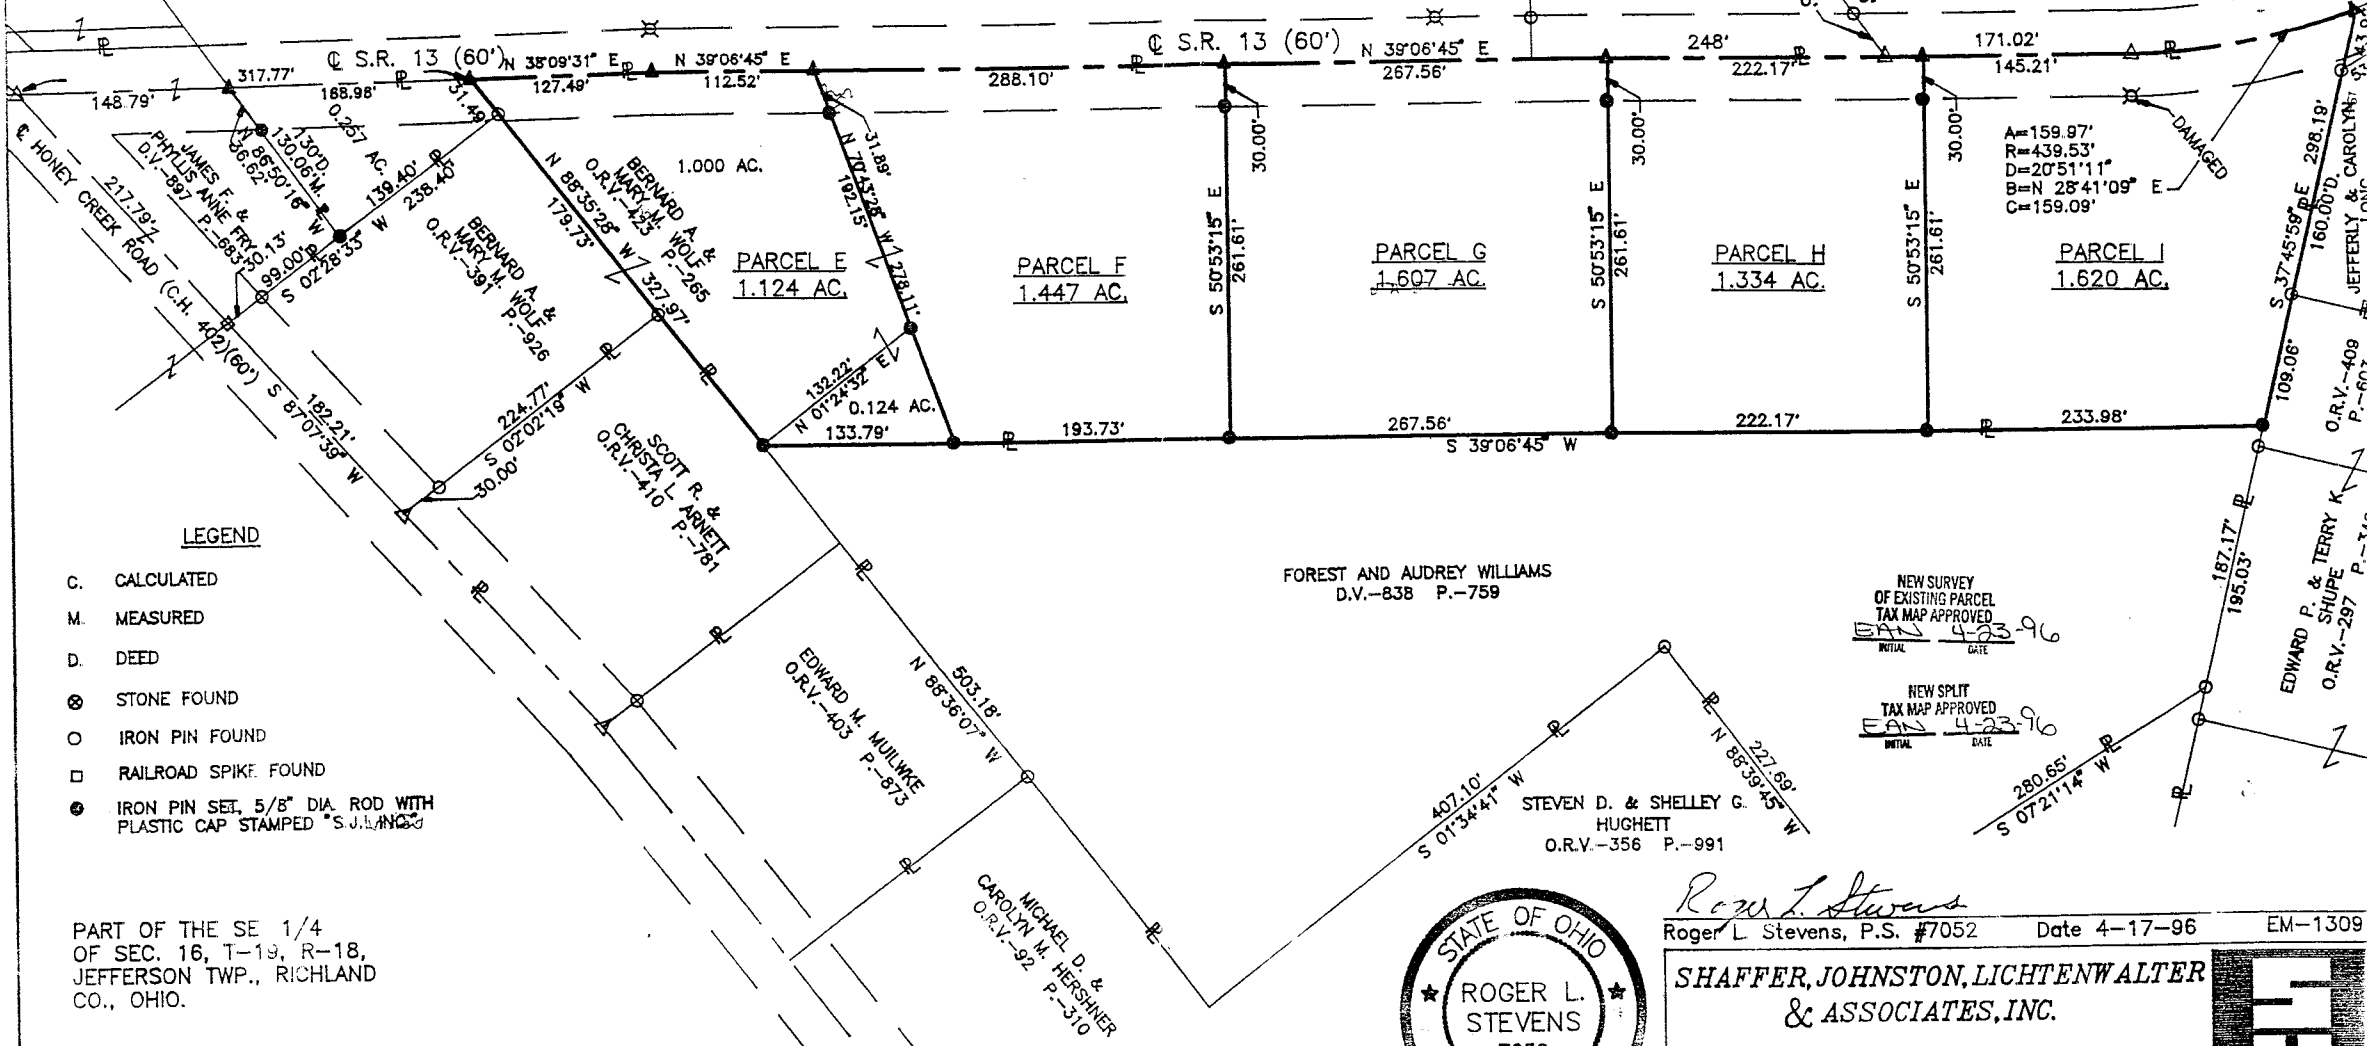 ℄ S.R. 13 (60')
℄ S.R. 13 (60')
148.79'
317.77'
168.98'
N 38°09'31" E
127.49'
N 39°06'45" E
112.52'
288.10'
N 39°06'45" E
267.56'
248'
222.17'
171.02'
145.21'
31.49'
31.89'
30.00'
30.00'
30.00'
DAMAGED
A=159.97'
R=439.53'
D=20°51'11"
B=N 28°41'09" E
C=159.09'
℄ HONEY CREEK ROAD (C.H. 402)(60')
217.79'
JAMES F. &
PHYLLIS ANNE FRY
D.V.-897 P.-683
36.62'
N 86°50'16" W
130'D.
130.06'M.
0.257 AC.
139.40'
238.40'
50.13'
99.00'
S 02°28'33" W
BERNARD A. &
MARY M. WOLF
O.R.V.-391 P.-926
N 88°35'28" W
179.73'
327.97'
BERNARD A. &
MARY M. WOLF
O.R.V.-423 P.-265
1.000 AC.
N 70°43'28" W
192.15'
278.11'
PARCEL E
1.124 AC.
PARCEL F
1.447 AC.
PARCEL G
1.607 AC.
PARCEL H
1.334 AC.
PARCEL I
1.620 AC.
S 50°53'15" E
261.61'
S 50°53'15" E
261.61'
S 50°53'15" E
261.61'
298.19'
160.00'D.
S 37°45'59" E
109.06'
JEFFERLY & CAROLYN
LONG
O.R.V.-409
182.21'
S 87°07'39" W
224.77'
S 02°02'19" W
30.00'
132.22'
N 01°24'32" E
0.124 AC.
133.79'
193.73'
267.56'
S 39°06'45" W
222.17'
233.98'
SCOTT R. &
CHRISTA L. ARNETT
O.R.V.-410 P.-781
LEGEND
C. CALCULATED
M. MEASURED
D. DEED
STONE FOUND
IRON PIN FOUND
RAILROAD SPIKE FOUND
IRON PIN SET, 5/8" DIA. ROD WITH
PLASTIC CAP STAMPED
FOREST AND AUDREY WILLIAMS
D.V.-838 P.-759
NEW SURVEY
OF EXISTING PARCEL
TAX MAP APPROVED
EAN 4-23-96
INITIAL DATE
NEW SPLIT
TAX MAP APPROVED
EAN 4-23-96
INITIAL DATE
187.17'
195.03'
EDWARD P. & TERRY K
SHUPE
O.R.V.-297
EDWARD M. MUILWKE
O.R.V.-403 P.-873
503.18'
N 88°36'07" W
407.10'
S 01°34'41" W
227.69'
N 88°39'45" W
280.65'
S 07°21'14" W
STEVEN D. & SHELLEY G.
HUGHETT
O.R.V.-356 P.-991
MICHAEL D. &
CAROLYN M. HERSHNER
O.R.V.-92 P.-310
PART OF THE SE 1/4
OF SEC. 16, T-19, R-18,
JEFFERSON TWP., RICHLAND
CO., OHIO.
STATE OF OHIO
ROGER L.
STEVENS
Roger L. Stevens
Roger L. Stevens, P.S. #7052 Date 4-17-96 EM-1309
SHAFFER, JOHNSTON, LICHTENWALTER
& ASSOCIATES, INC.